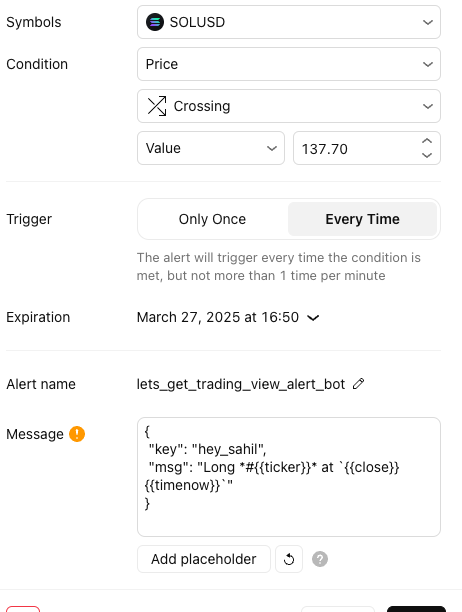 Symbols SOLUSD
Condition Price
Crossing
Value 137.70
Trigger Only Once Every Time
The alert will trigger every time the condition is
met, but not more than 1 time per minute
Expiration March 27, 2025 at 16:50
Alert name lets_get_trading_view_alert_bot
Message !
{
"key": "hey_sahil",
"msg": "Long *#{{ticker}}* at `{{close}}
{{timenow}}`"
}
Add placeholder ?